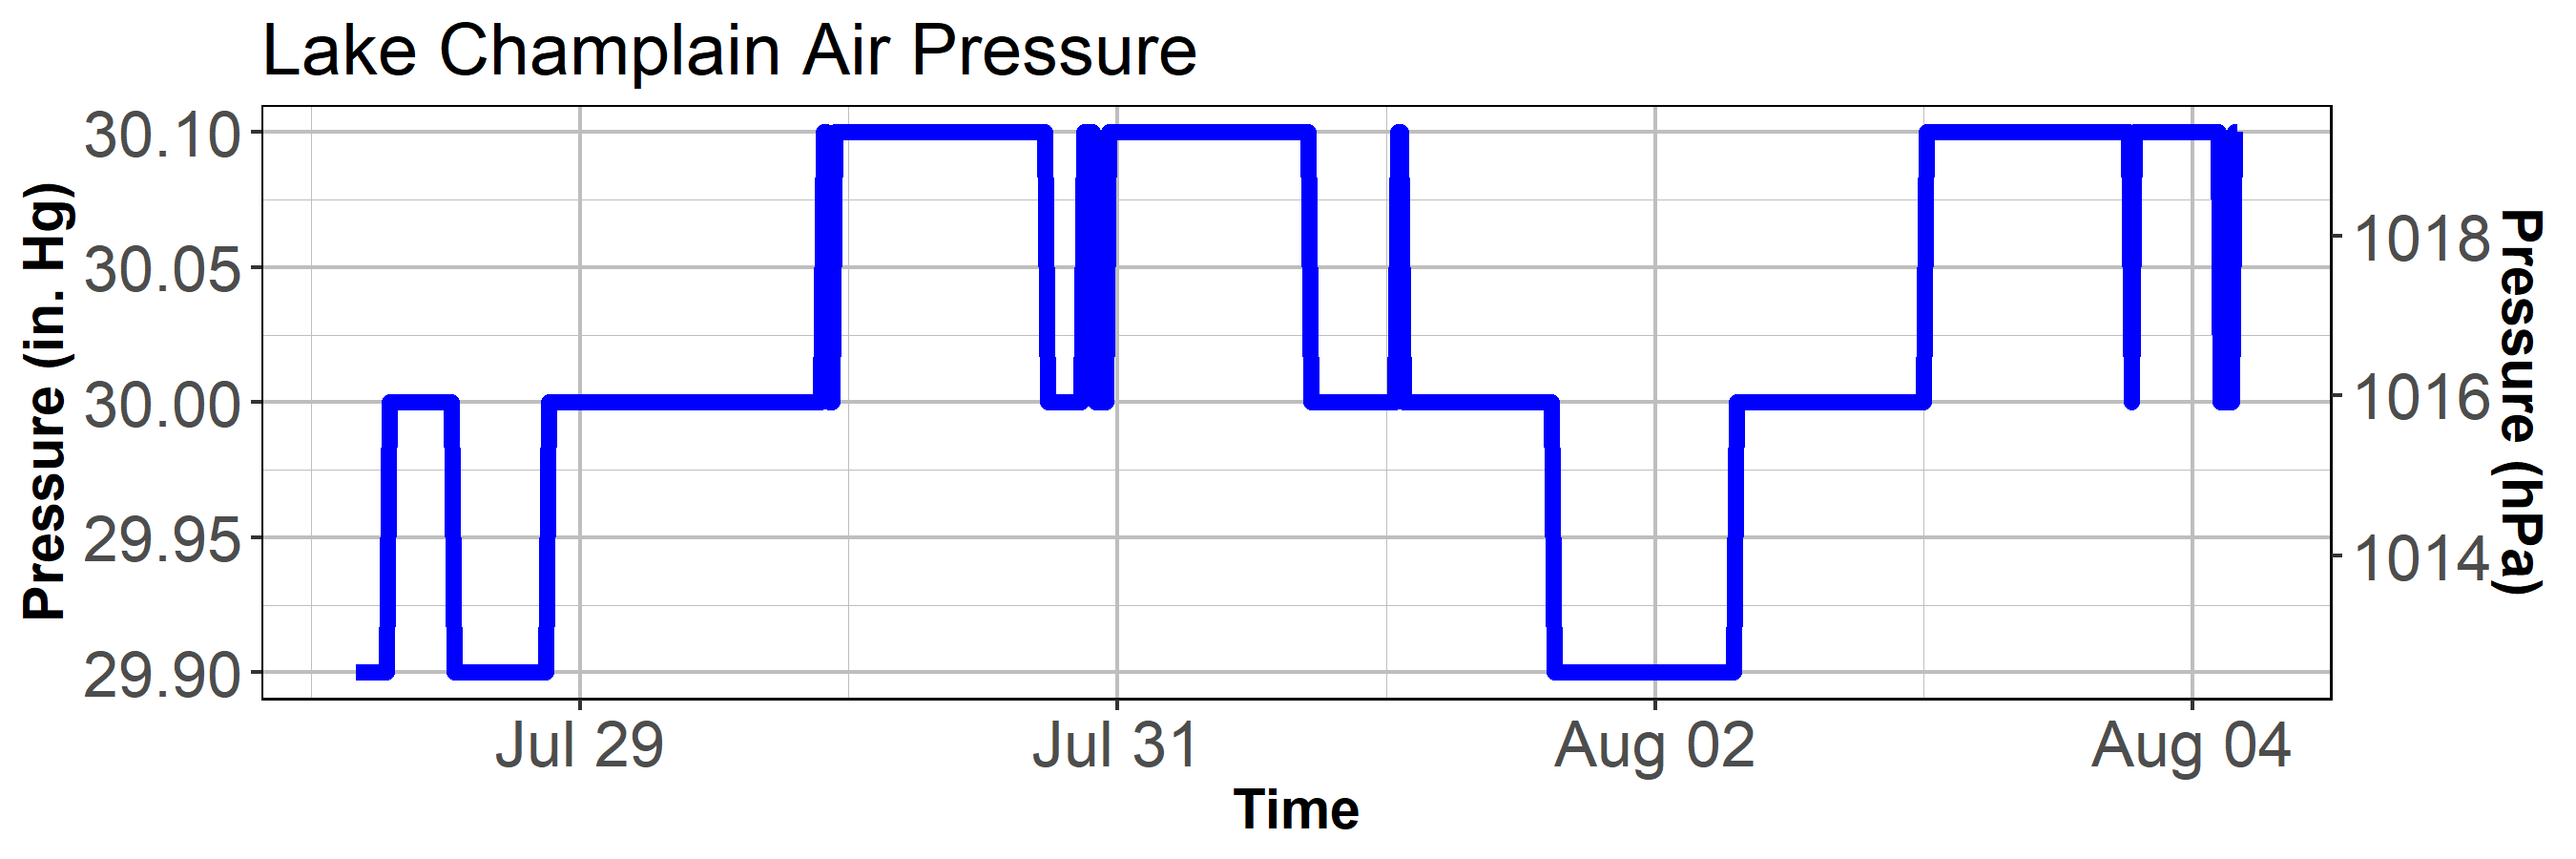 Lake Champlain Air Pressure
Pressure (in. Hg)
30.10
30.05
30.00
29.95
29.90
1018
1016
1014
Pressure (hPa)
Jul 29
Jul 31
Aug 02
Aug 04
Time